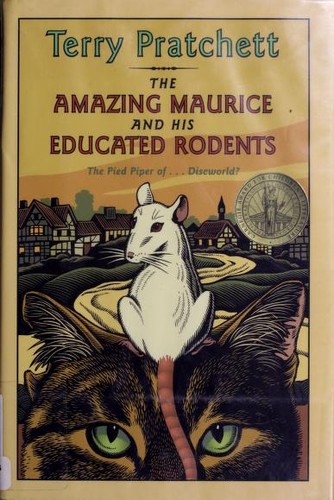 Terry Pratchett
THE
AMAZING MAURICE
AND HIS
EDUCATED RODENTS
The Pied Piper of . . . Discworld?